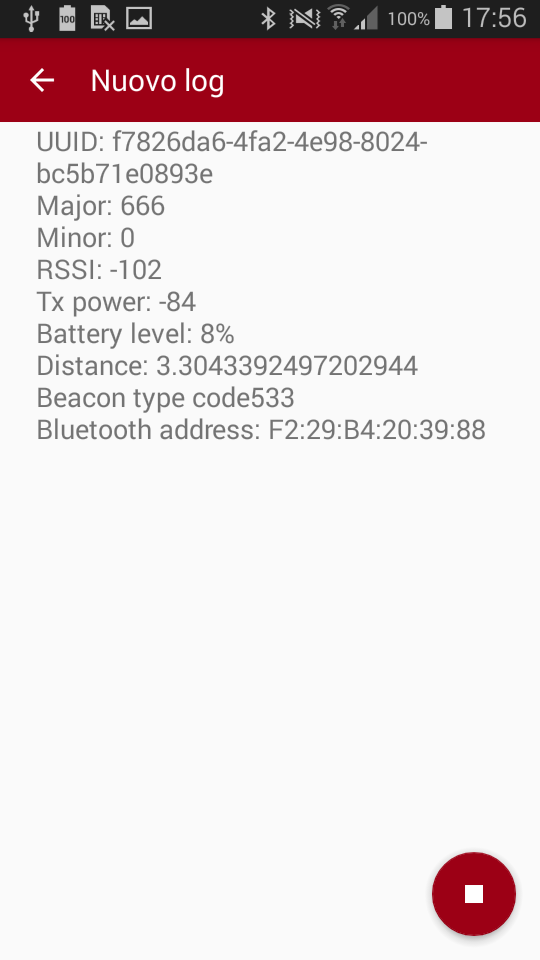 100 100% 17:56
Nuovo log
UUID: f7826da6-4fa2-4e98-8024-
bc5b71e0893e
Major: 666
Minor: 0
RSSI: -102
Tx power: -84
Battery level: 8%
Distance: 3.3043392497202944
Beacon type code533
Bluetooth address: F2:29:B4:20:39:88